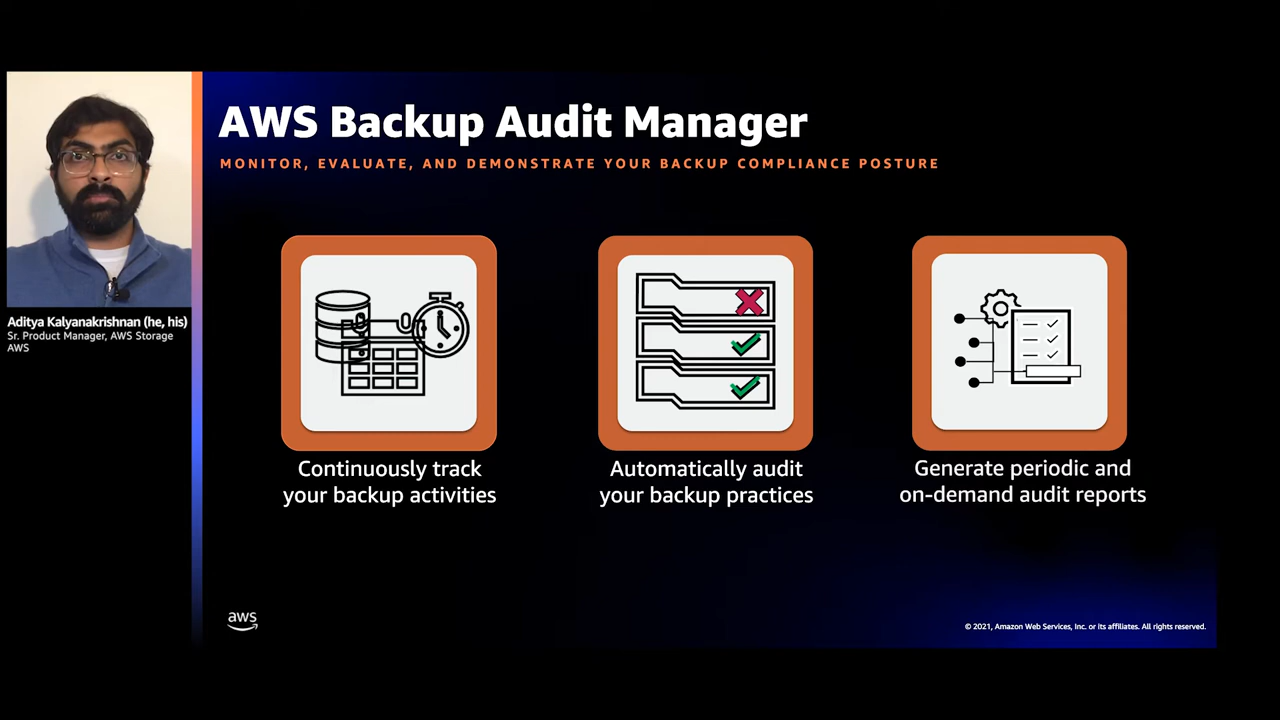 AWS Backup Audit Manager
MONITOR, EVALUATE, AND DEMONSTRATE YOUR BACKUP COMPLIANCE POSTURE
Aditya Kalyanakrishnan (he, his)
Sr. Product Manager, AWS Storage
AWS
Continuously track
your backup activities
Automatically audit
your backup practices
Generate periodic and
on-demand audit reports
aws
© 2021, Amazon Web Services, Inc. or its affiliates. All rights reserved.